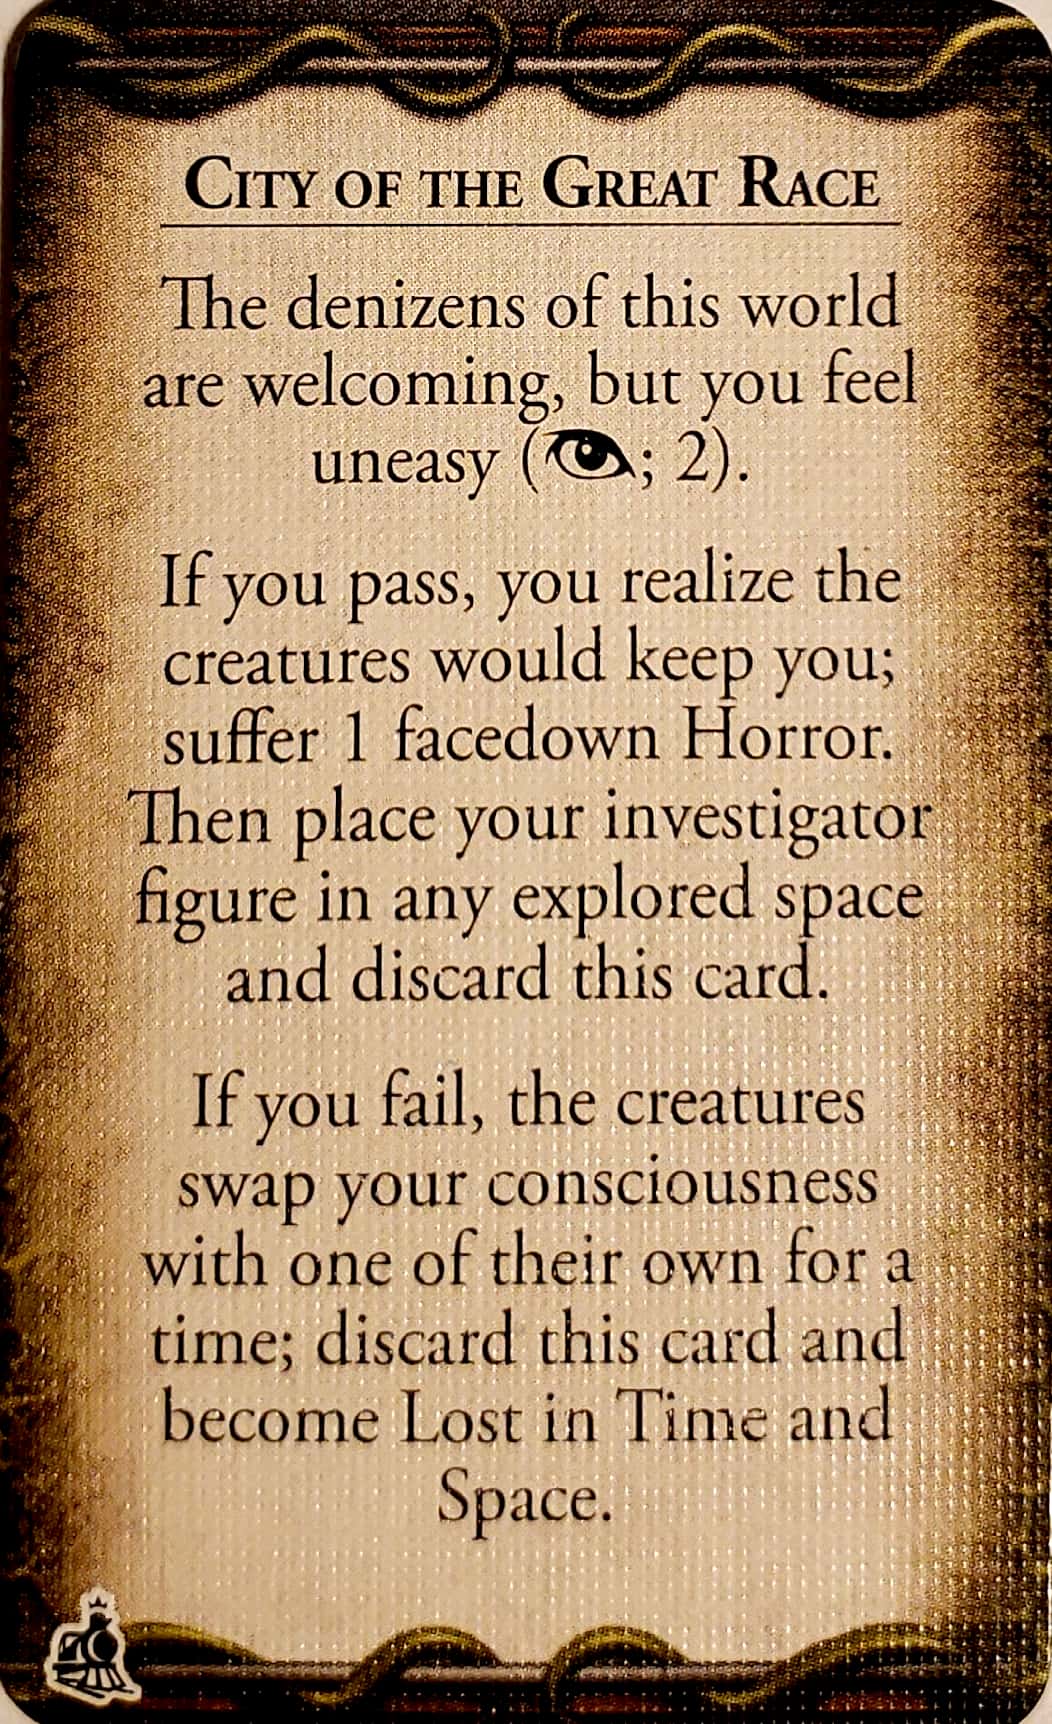 CITY OF THE GREAT RACE
The denizens of this world
are welcoming, but you feel
uneasy (; 2).
If you pass, you realize the
creatures would keep you;
suffer 1 facedown Horror.
Then place your investigator
figure in any explored space
and discard this card.
If you fail, the creatures
swap your consciousness
with one of their own for a
time; discard this card and
become Lost in Time and
Space.